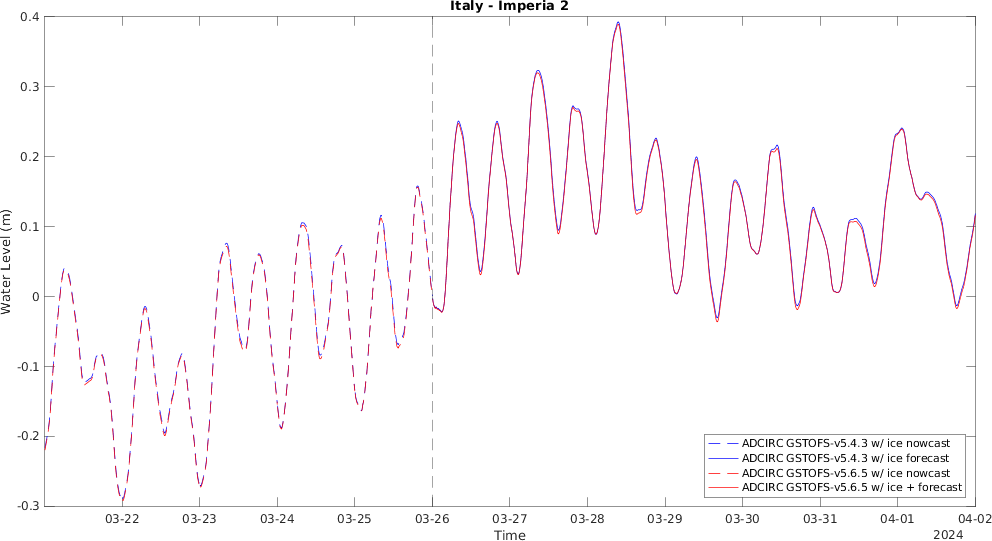 Italy - Imperia 2
Water Level (m)
0.4
0.3
0.2
0.1
0
-0.1
-0.2
-0.3
03-22 03-23 03-24 03-25 03-26 03-27 03-28 03-29 03-30 03-31 04-01 04-02
Time
2024
ADCIRC GSTOFS-v5.4.3 w/ ice nowcast
ADCIRC GSTOFS-v5.4.3 w/ ice forecast
ADCIRC GSTOFS-v5.6.5 w/ ice nowcast
ADCIRC GSTOFS-v5.6.5 w/ ice + forecast